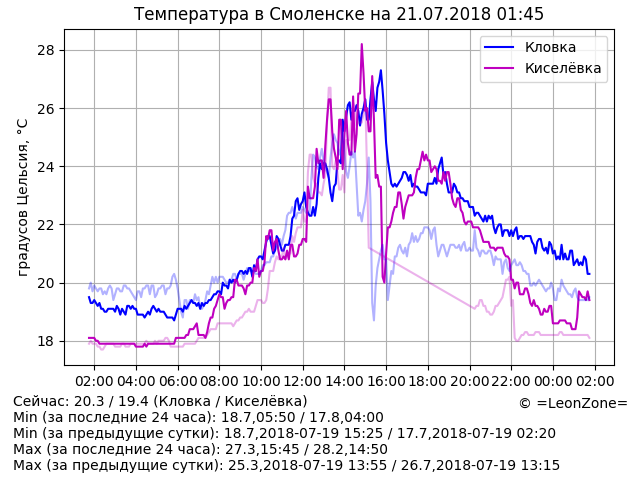 Температура в Смоленске на 21.07.2018 01:45
Кловка
Киселёвка
градусов Цельсия, °C
28
26
24
22
20
18
02:00 04:00 06:00 08:00 10:00 12:00 14:00 16:00 18:00 20:00 22:00 00:00 02:00
Сейчас: 20.3 / 19.4 (Кловка / Киселёвка)
© =LeonZone=
Min (за последние 24 часа): 18.7,05:50 / 17.8,04:00
Min (за предыдущие сутки): 18.7,2018-07-19 15:25 / 17.7,2018-07-19 02:20
Max (за последние 24 часа): 27.3,15:45 / 28.2,14:50
Max (за предыдущие сутки): 25.3,2018-07-19 13:55 / 26.7,2018-07-19 13:15